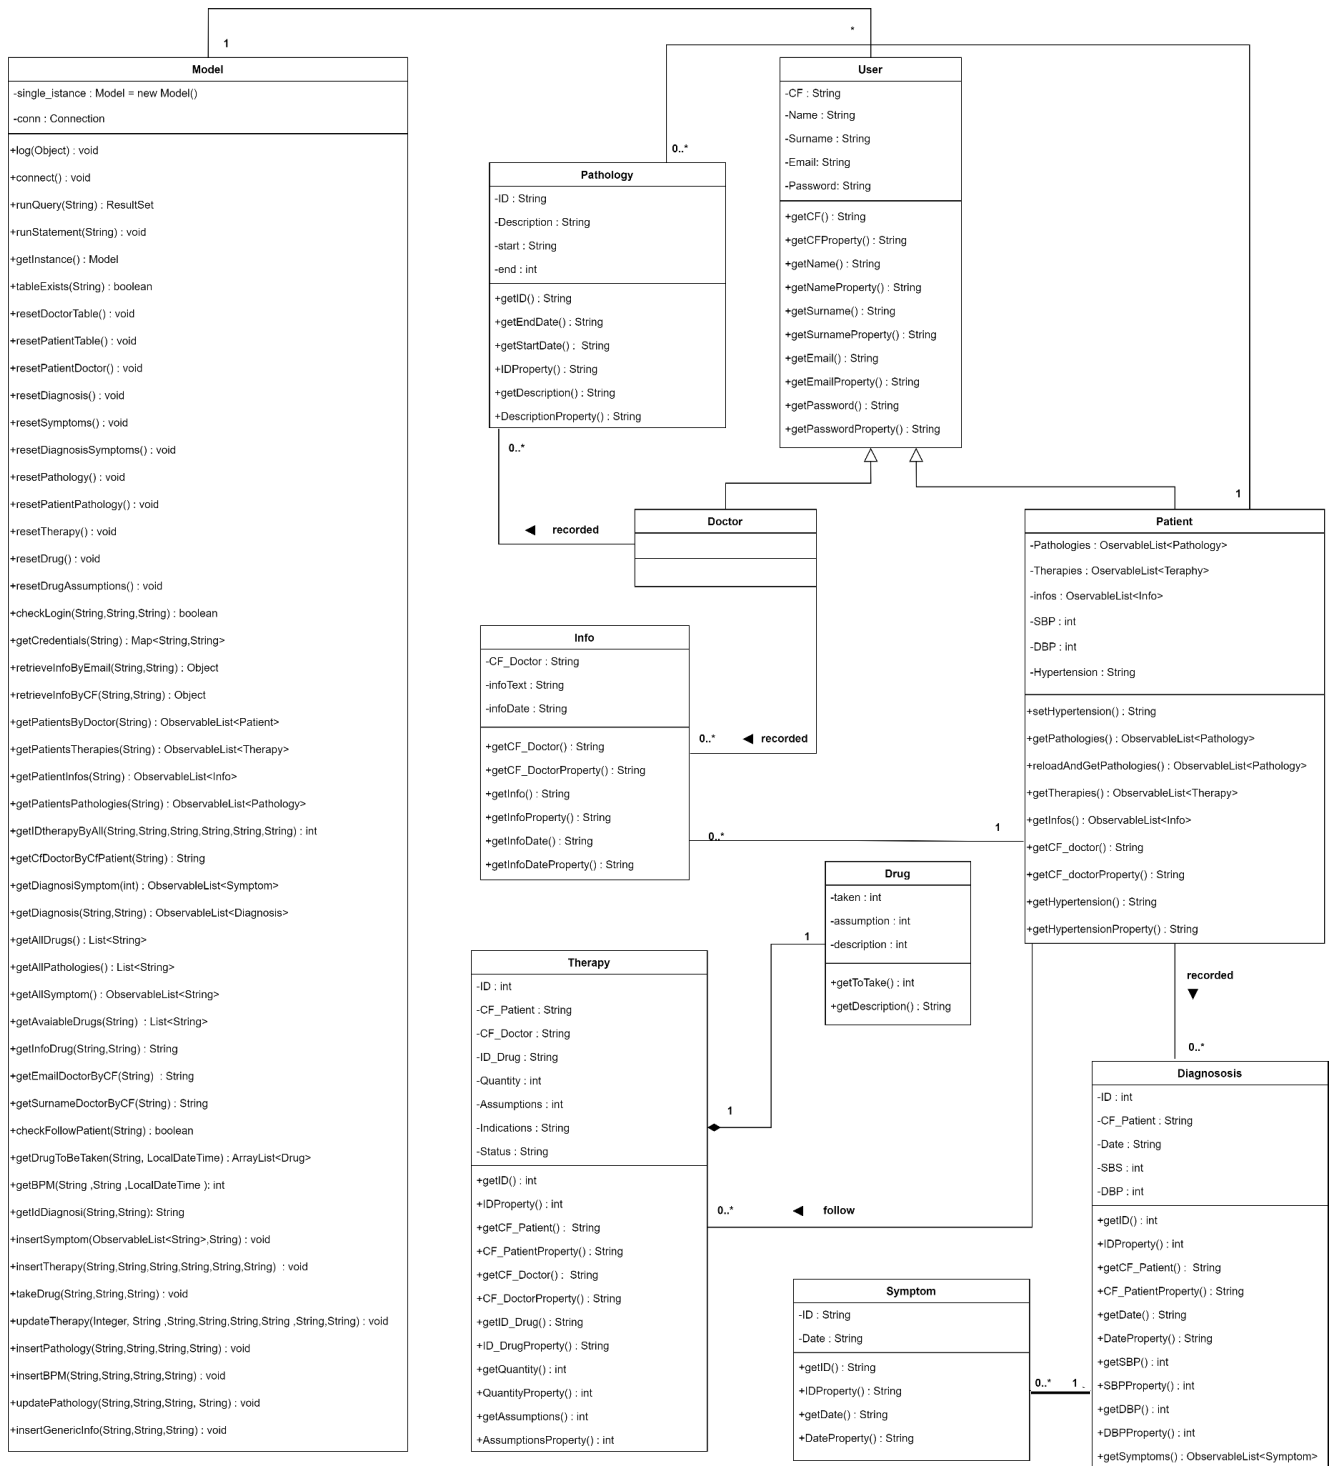 1
*
Model
-single_istance : Model = new Model()
-conn : Connection
+log(Object) : void
+connect() : void
+runQuery(String) : ResultSet
+runStatement(String) : void
+getInstance() : Model
+tableExists(String) : boolean
+resetDoctorTable() : void
+resetPatientTable() : void
+resetPatientDoctor() : void
+resetDiagnosis() : void
+resetSymptoms() : void
+resetDiagnosisSymptoms() : void
+resetPathology() : void
+resetPatientPathology() : void
+resetTherapy() : void
+resetDrug() : void
+resetDrugAssumptions() : void
+checkLogin(String,String,String) : boolean
+getCredentials(String) : Map<String,String>
+retrieveInfoByEmail(String,String) : Object
+retrieveInfoByCF(String,String) : Object
+getPatientsByDoctor(String) : ObservableList<Patient>
+getPatientsTherapies(String) : ObservableList<Therapy>
+getPatientInfos(String) : ObservableList<Info>
+getPatientsPathologies(String) : ObservableList<Pathology>
+getIDtherapyByAll(String,String,String,String,String,String) : int
+getCfDoctorByCfPatient(String) : String
+getDiagnosiSymptom(int) : ObservableList<Symptom>
+getDiagnosis(String,String) : ObservableList<Diagnosis>
+getAllDrugs() : List<String>
+getAllPathologies() : List<String>
+getAllSymptom() : ObservableList<String>
+getAvaiableDrugs(String) : List<String>
+getInfoDrug(String,String) : String
+getEmailDoctorByCF(String) : String
+getSurnameDoctorByCF(String) : String
+checkFollowPatient(String) : boolean
+getDrugToBeTaken(String, LocalDateTime) : ArrayList<Drug>
+getBPM(String ,String ,LocalDateTime ): int
+getIdDiagnosi(String,String): String
+insertSymptom(ObservableList<String>,String) : void
+insertTherapy(String,String,String,String,String,String) : void
+takeDrug(String,String,String) : void
+updateTherapy(Integer, String ,String,String,String,String ,String,String) : void
+insertPathology(String,String,String,String) : void
+insertBPM(String,String,String,String) : void
+updatePathology(String,String,String, String) : void
+insertGenericInfo(String,String,String) : void
0..*
Pathology
-ID : String
-Description : String
-start : String
-end : int
+getID() : String
+getEndDate() : String
+getStartDate() : String
+IDProperty() : String
+getDescription() : String
+DescriptionProperty() : String
0..*
User
-CF : String
-Name : String
-Surname : String
-Email: String
-Password: String
+getCF() : String
+getCFProperty() : String
+getName() : String
+getNameProperty() : String
+getSurname() : String
+getSurnameProperty() : String
+getEmail() : String
+getEmailProperty() : String
+getPassword() : String
+getPasswordProperty() : String
1
◀ recorded
Doctor
Patient
-Pathologies : OservableList<Pathology>
-Therapies : OservableList<Teraphy>
-infos : OservableList<Info>
-SBP : int
-DBP : int
-Hypertension : String
+setHypertension() : String
+getPathologies() : ObservableList<Pathology>
+reloadAndGetPathologies() : ObservableList<Pathology>
+getTherapies() : ObservableList<Therapy>
+getInfos() : ObservableList<Info>
+getCF_doctor() : String
+getCF_doctorProperty() : String
+getHypertension() : String
+getHypertensionProperty() : String
Info
-CF_Doctor : String
-infoText : String
-infoDate : String
+getCF_Doctor() : String
+getCF_DoctorProperty() : String
+getInfo() : String
+getInfoProperty() : String
+getInfoDate() : String
+getInfoDateProperty() : String
0..* ◀ recorded
0..*
1
Drug
-taken : int
-assumption : int
-description : int
+getToTake() : int
+getDescription() : String
1
Therapy
-ID : int
-CF_Patient : String
-CF_Doctor : String
-ID_Drug : String
-Quantity : int
-Assumptions : int
-Indications : String
-Status : String
+getID() : int
+IDProperty() : int
+getCF_Patient() : String
+CF_PatientProperty() : String
+getCF_Doctor() : String
+CF_DoctorProperty() : String
+getID_Drug() : String
+ID_DrugProperty() : String
+getQuantity() : int
+QuantityProperty() : int
+getAssumptions() : int
+AssumptionsProperty() : int
1
0..* ◀ follow
recorded
▼
0..*
Diagnososis
-ID : int
-CF_Patient : String
-Date : String
-SBS : int
-DBP : int
+getID() : int
+IDProperty() : int
+getCF_Patient() : String
+CF_PatientProperty() : String
+getDate() : String
+DateProperty() : String
+getSBP() : int
+SBPProperty() : int
+getDBP() : int
+DBPProperty() : int
+getSymptoms() : ObservableList<Symptom>
Symptom
-ID : String
-Date : String
+getID() : String
+IDProperty() : String
+getDate() : String
+DateProperty() : String
0..* 1 .